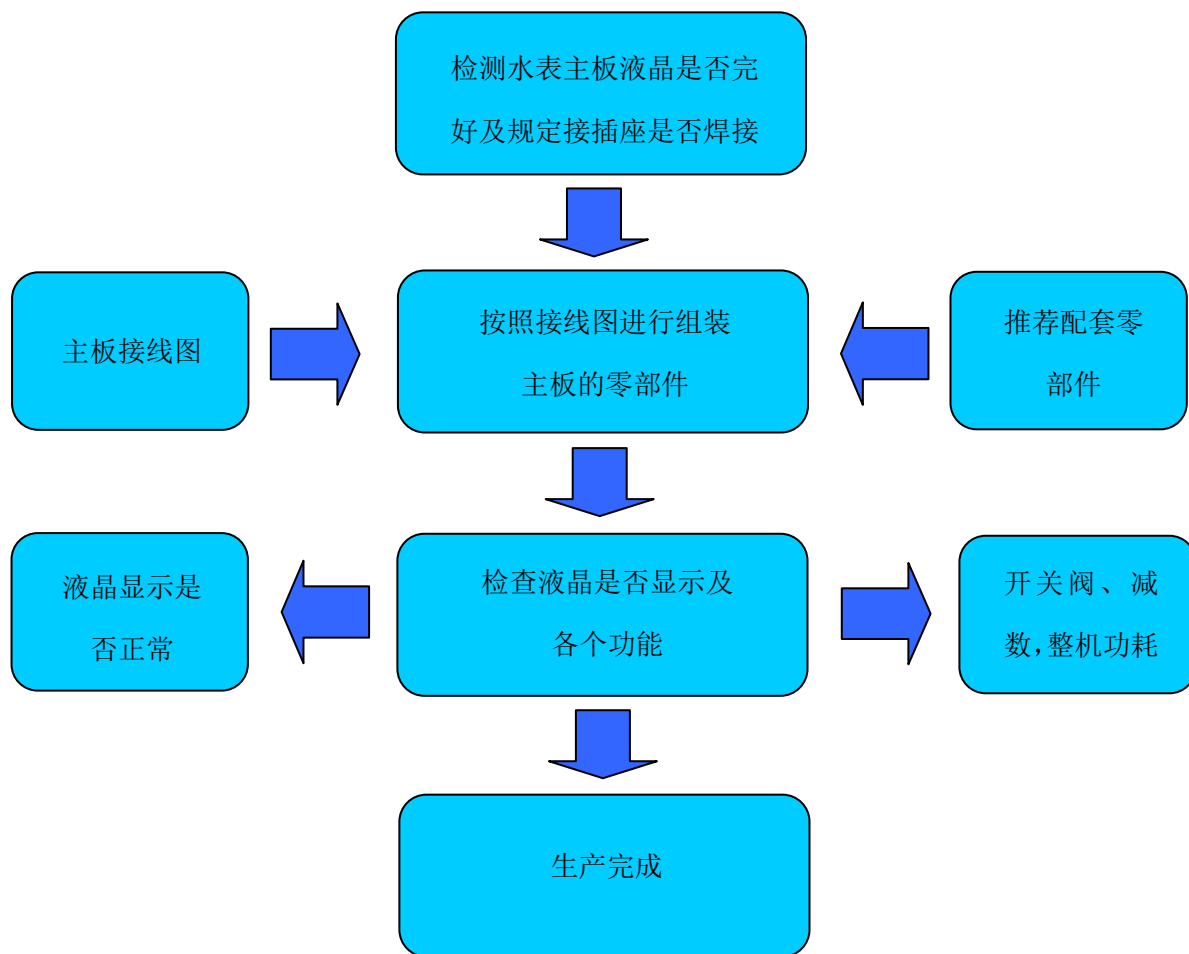 检测水表主板液晶是否完
好及规定接插座是否焊接
主板接线图
按照接线图进行组装
主板的零部件
推荐配套零
部件
液晶显示是
否正常
检查液晶是否显示及
各个功能
开关阀、减
数，整机功耗
生产完成